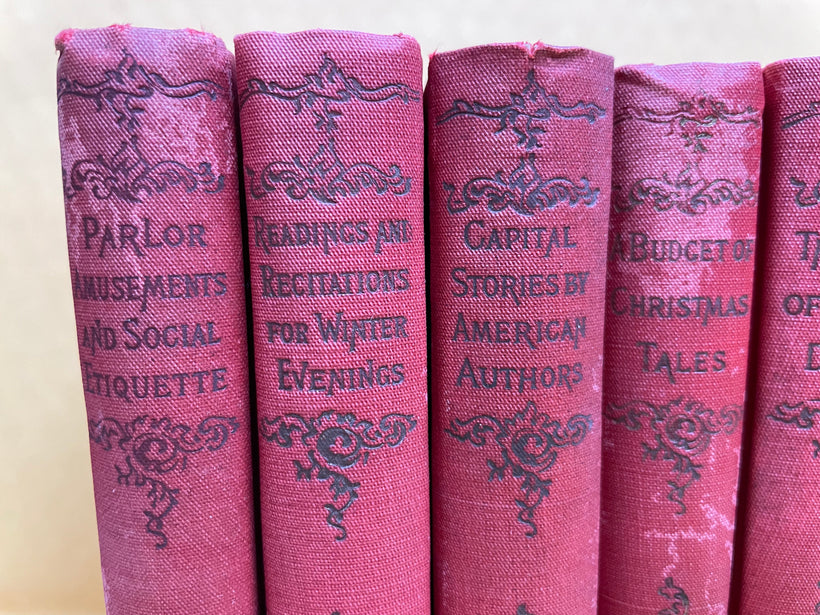 Parlor
Amusements
and Social
Etiquette
Readings and
Recitations
for Winter
Evenings
Capital
Stories by
American
Authors
A Budget of
Christmas
Tales
of